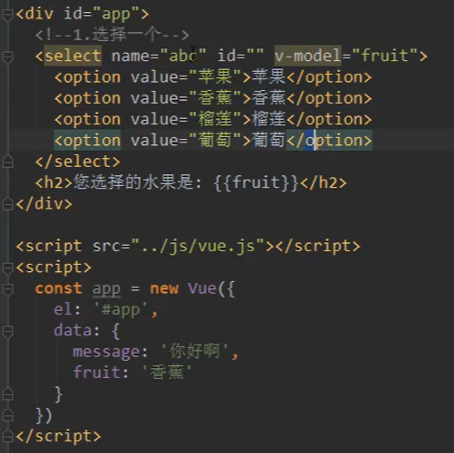 <div id="app">
<!--1.选择一个-->
<select name="abc" id="" v-model="fruit">
<option value="苹果">苹果</option>
<option value="香蕉">香蕉</option>
<option value="榴莲">榴莲</option>
<option value="葡萄">葡萄</option>
</select>
<h2>您选择的水果是: {{fruit}}</h2>
</div>
<script src="../js/vue.js"></script>
<script>
const app = new Vue({
el: '#app',
data: {
message: '你好啊',
fruit: '香蕉'
}
})
</script>